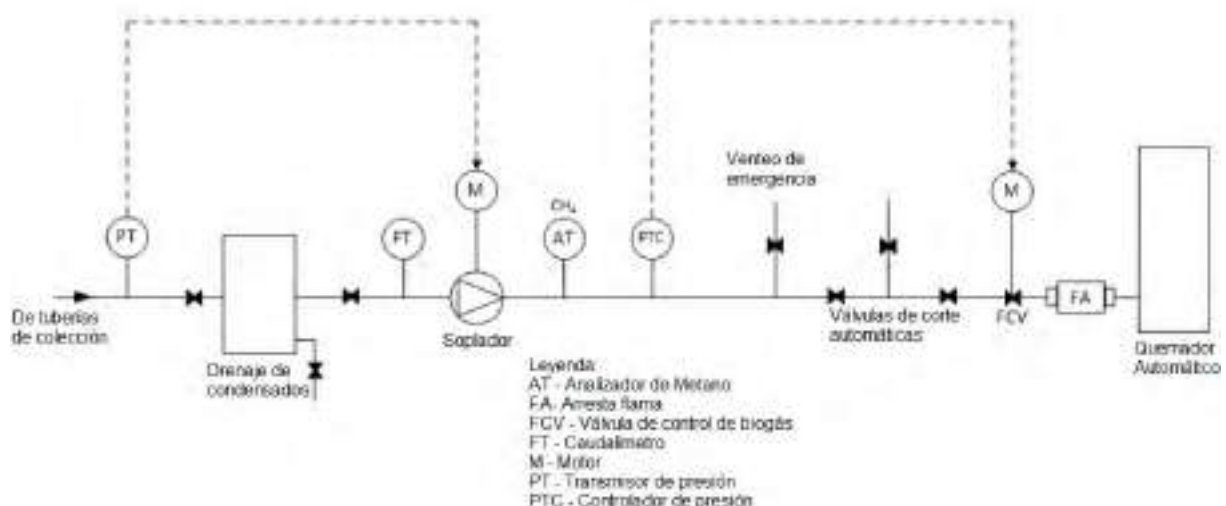 PT
De tuberías
de colección
Drenaje de
condensados
FT
M
Soplador
CH₄
AT
PTC
Venteo de
emergencia
Válvulas de corte
automáticas
M
FCV
FA
Quemador
Automático
Leyenda
AT - Analizador de Metano
FA - Arresta flama
FCV - Válvula de control de biogás
FT - Caudalímetro
M - Motor
PT - Transmisor de presión
PTC - Controlador de presión